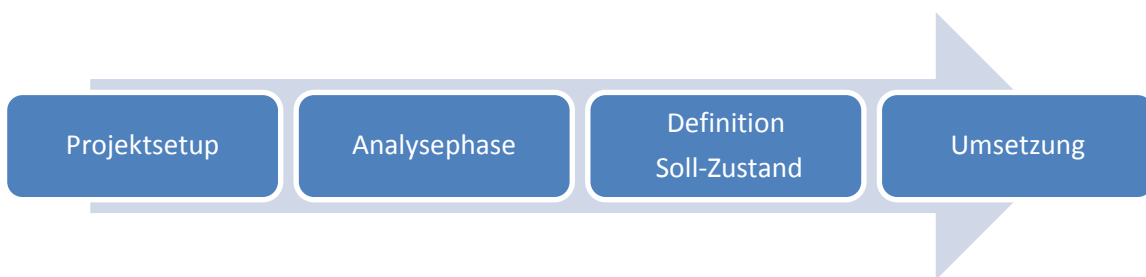 Projektsetup
Analysephase
Definition
Soll-Zustand
Umsetzung